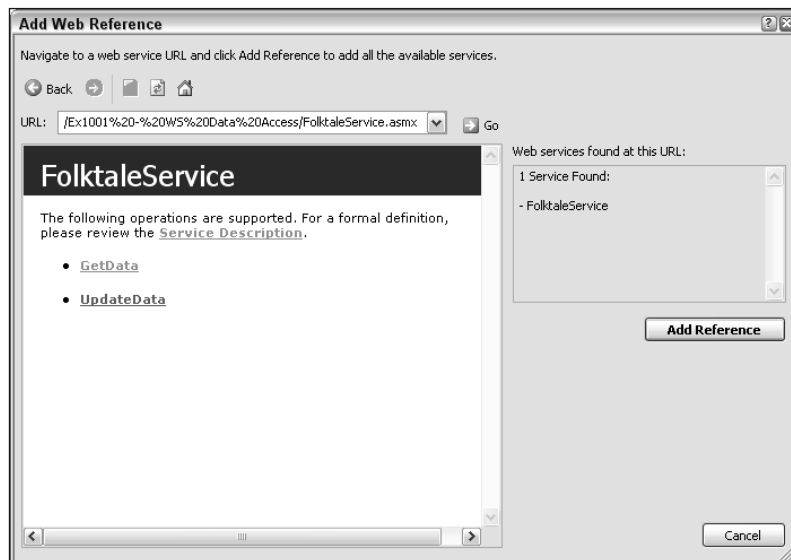 Add Web Reference
Navigate to a web service URL and click Add Reference to add all the available services.
Back
URL: /Ex1001%20-%20WS%20Data%20Access/FolktaleService.asmx Go
FolktaleService
The following operations are supported. For a formal definition,
please review the Service Description.
• GetData
• UpdateData
Web services found at this URL:
1 Service Found:
- FolktaleService
Add Reference
Cancel